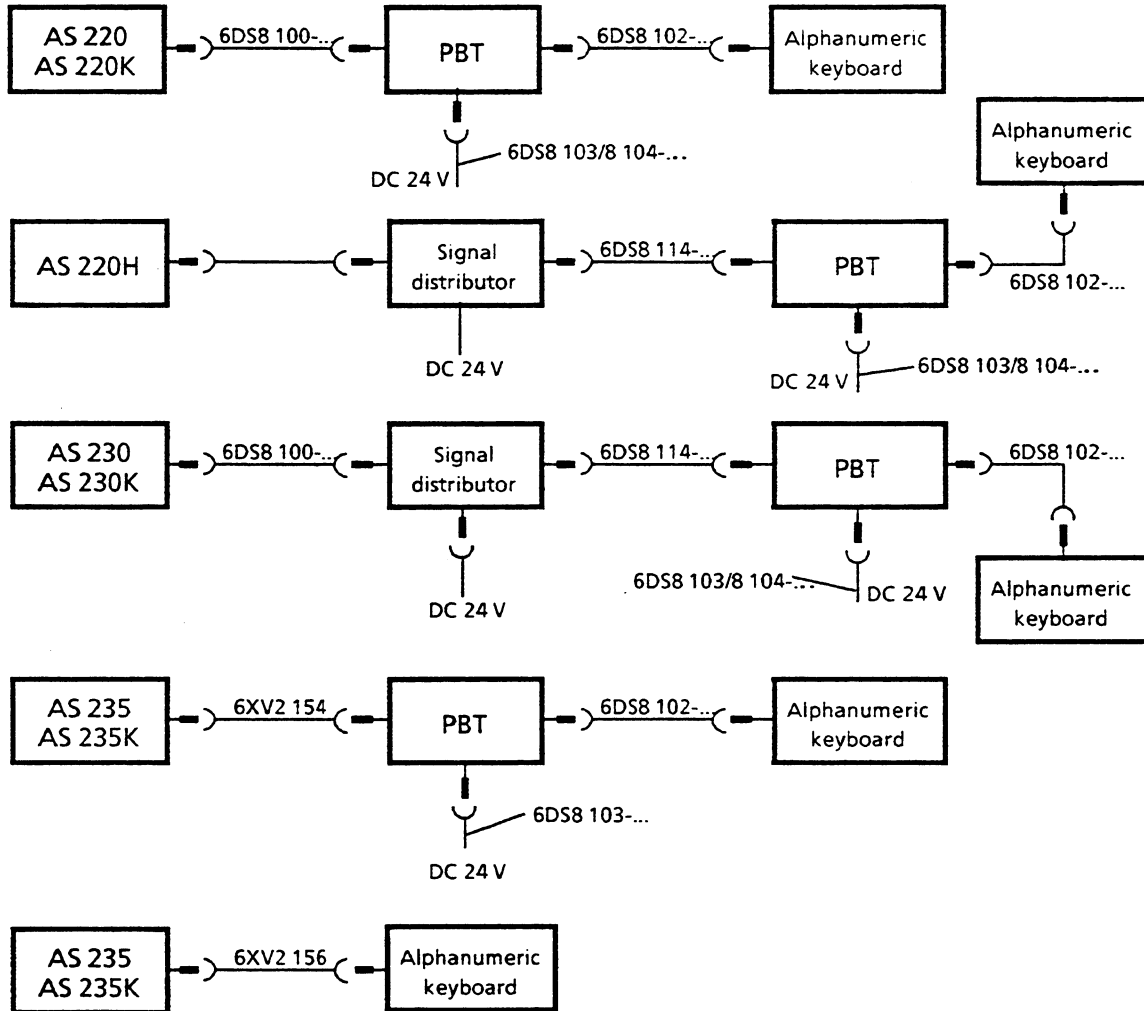 AS 220
AS 220K
6DS8 100-...
PBT
6DS8 102-...
Alphanumeric
keyboard
6DS8 103/8 104-...
DC 24 V
Alphanumeric
keyboard
AS 220H
Signal
distributor
6DS8 114-...
PBT
6DS8 102-...
DC 24 V
DC 24 V
6DS8 103/8 104-...
AS 230
AS 230K
6DS8 100-...
Signal
distributor
6DS8 114-...
PBT
6DS8 102-...
DC 24 V
6DS8 103/8 104-...
DC 24 V
Alphanumeric
keyboard
AS 235
AS 235K
6XV2 154
PBT
6DS8 102-...
Alphanumeric
keyboard
6DS8 103-...
DC 24 V
AS 235
AS 235K
6XV2 156
Alphanumeric
keyboard